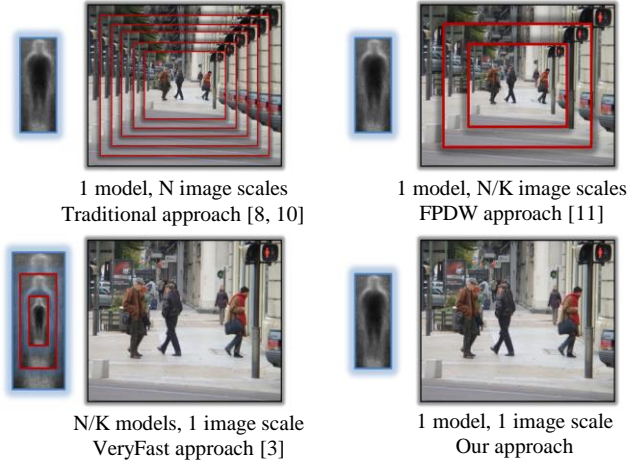 1 model, N image scales
Traditional approach [8, 10]
1 model, N/K image scales
FPDW approach [11]
N/K models, 1 image scale
VeryFast approach [3]
1 model, 1 image scale
Our approach